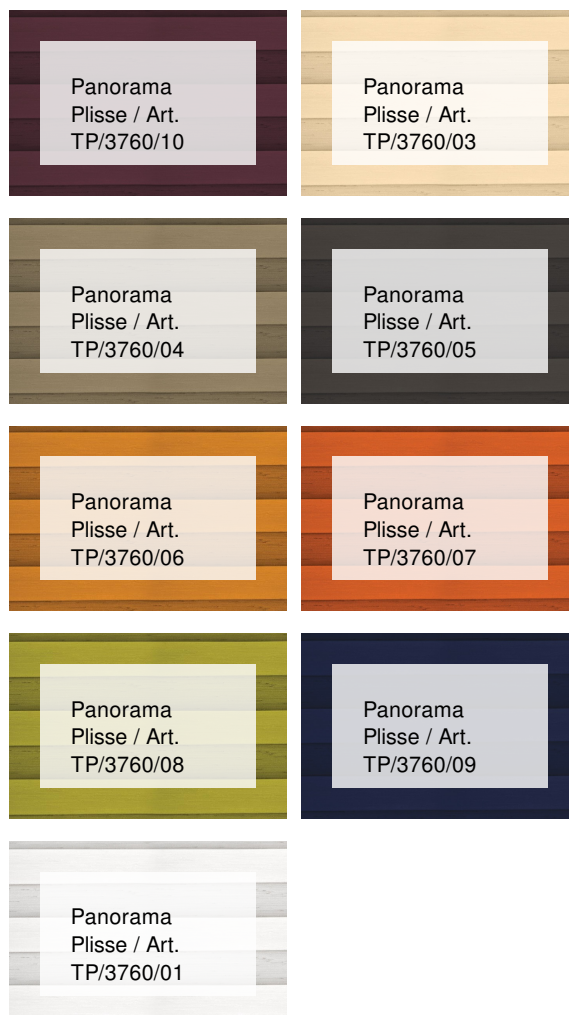 Panorama
Plisse / Art.
TP/3760/10
Panorama
Plisse / Art.
TP/3760/03
Panorama
Plisse / Art.
TP/3760/04
Panorama
Plisse / Art.
TP/3760/05
Panorama
Plisse / Art.
TP/3760/06
Panorama
Plisse / Art.
TP/3760/07
Panorama
Plisse / Art.
TP/3760/08
Panorama
Plisse / Art.
TP/3760/09
Panorama
Plisse / Art.
TP/3760/01